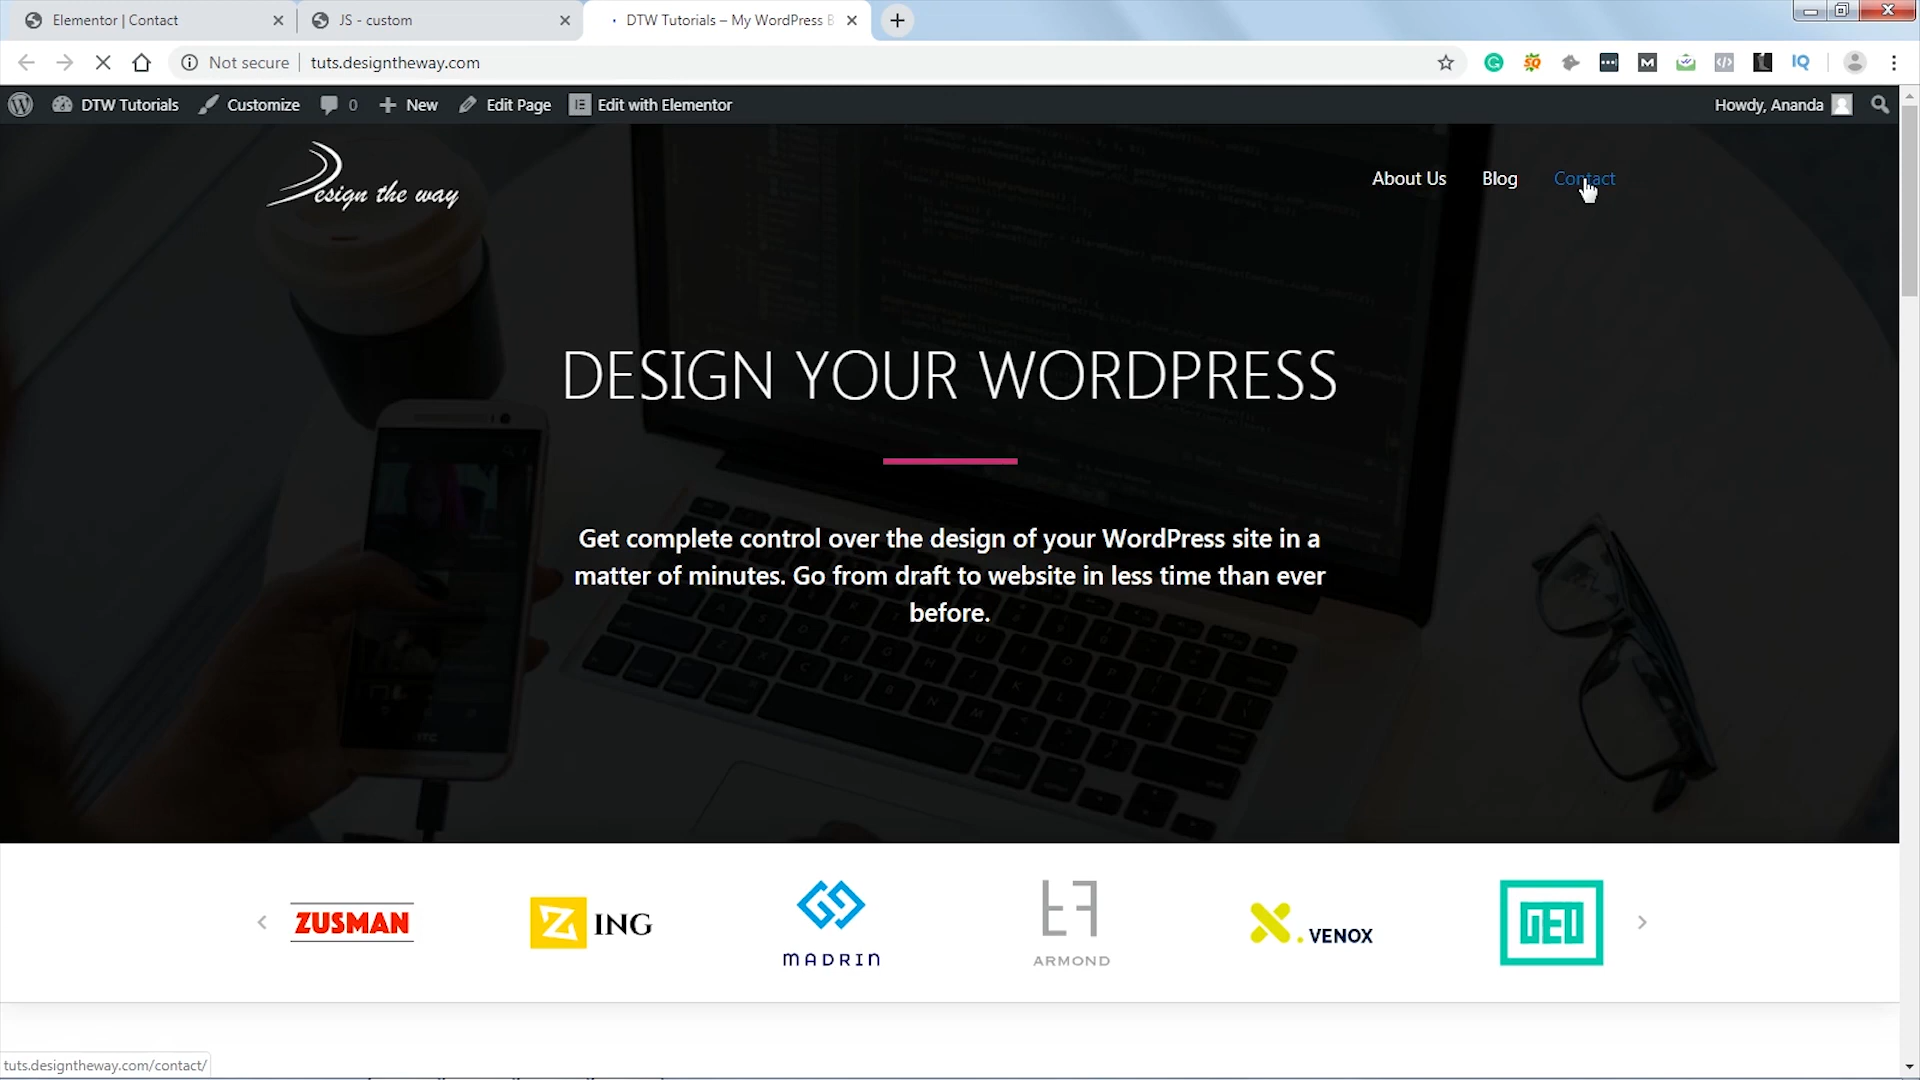 Elementor | Contact
JS - custom
DTW Tutorials – My WordPress B
Not secure
tuts.designtheway.com
DTW Tutorials
Customize
0
New
Edit Page
Edit with Elementor
Howdy, Ananda
Design the way
About Us
Blog
Contact
DESIGN YOUR WORDPRESS
Get complete control over the design of your WordPress site in a
matter of minutes. Go from draft to website in less time than ever
before.
ZUSMAN
Z ING
MADRIN
ARMOND
X. VENOX
GEO
tuts.designtheway.com/contact/